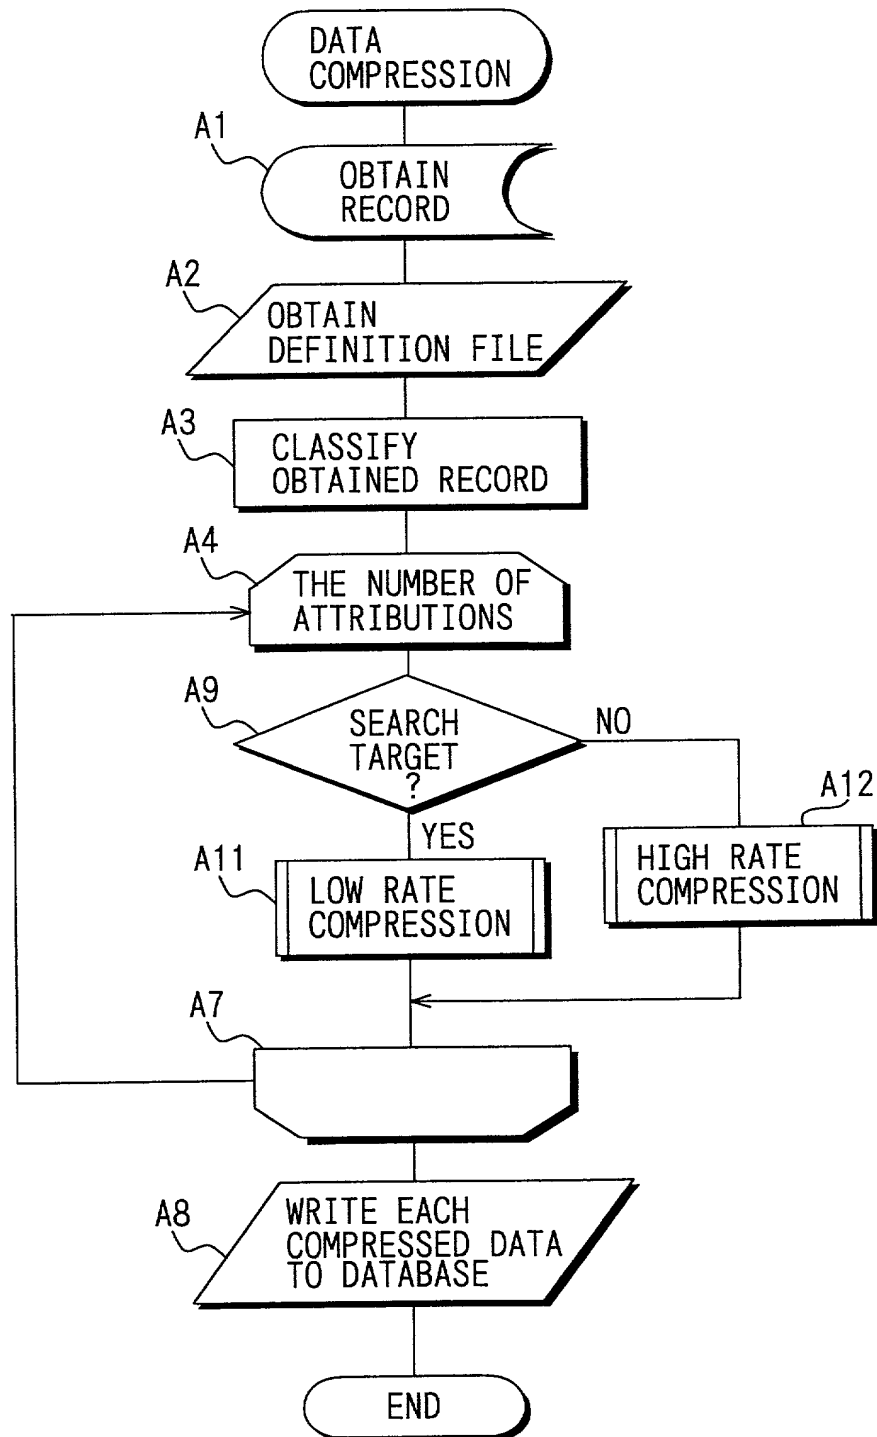 DATA
COMPRESSION
A1
OBTAIN
RECORD
A2
OBTAIN
DEFINITION FILE
A3
CLASSIFY
OBTAINED RECORD
A4
THE NUMBER OF
ATTRIBUTIONS
A9
SEARCH
TARGET
?
NO
YES
A12
HIGH RATE
COMPRESSION
A11
LOW RATE
COMPRESSION
A7
A8
WRITE EACH
COMPRESSED DATA
TO DATABASE
END